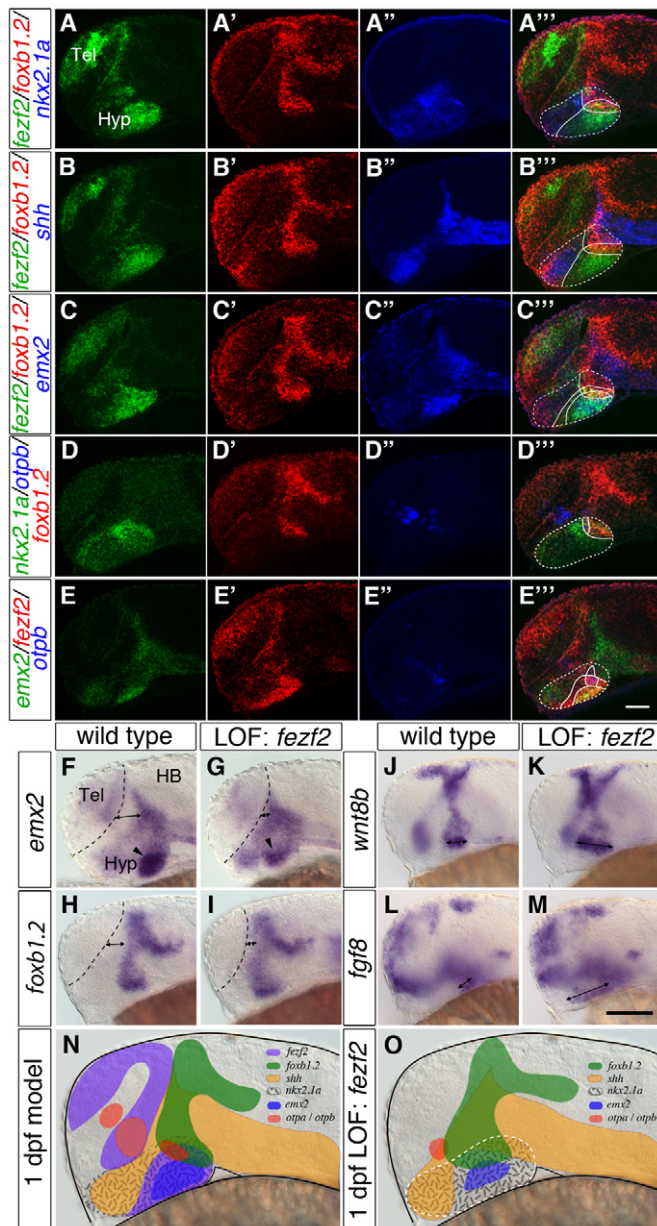 fezf2/foxb1.2/
nkx2.1a
A
Tel
Hyp
A'
A''
A'''
fezf2/foxb1.2/
shh
B
B'
B''
B'''
fezf2/foxb1.2/
emx2
C
C'
C''
C'''
nkx2.1a/otpb/
foxb1.2
D
D'
D''
D'''
emx2/fezf2/
otpb
E
E'
E''
E'''
wild type
LOF: fezf2
wild type
LOF: fezf2
emx2
F
HB
Tel
Hyp
G
wnt8b
J
K
foxb1.2
H
I
fgf8
L
M
1 dpf model
N
fezf2
foxb1.2
shh
nkx2.1a
emx2
otpa / otpb
1 dpf LOF: fezf2
O
foxb1.2
shh
nkx2.1a
emx2
otpa / otpb